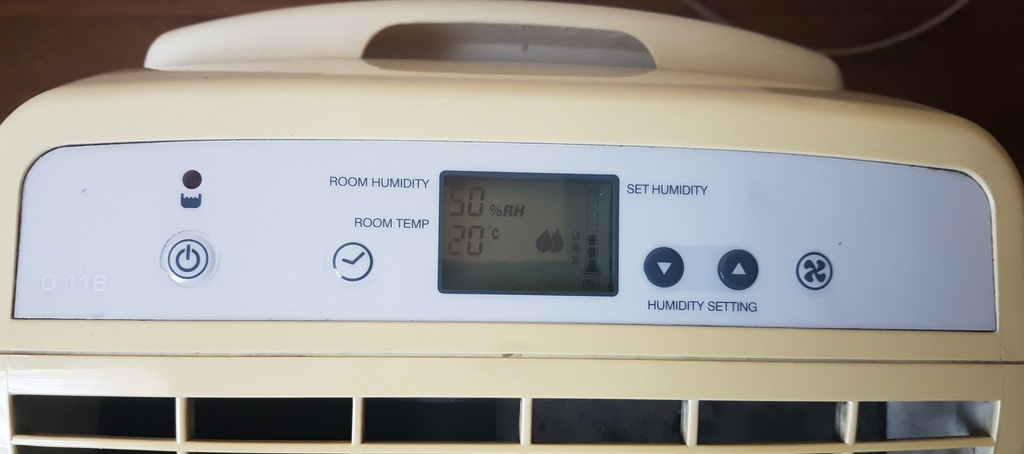 ROOM HUMIDITY
ROOM TEMP
50 %RH
20 °C
SET HUMIDITY
HUMIDITY SETTING
D 116